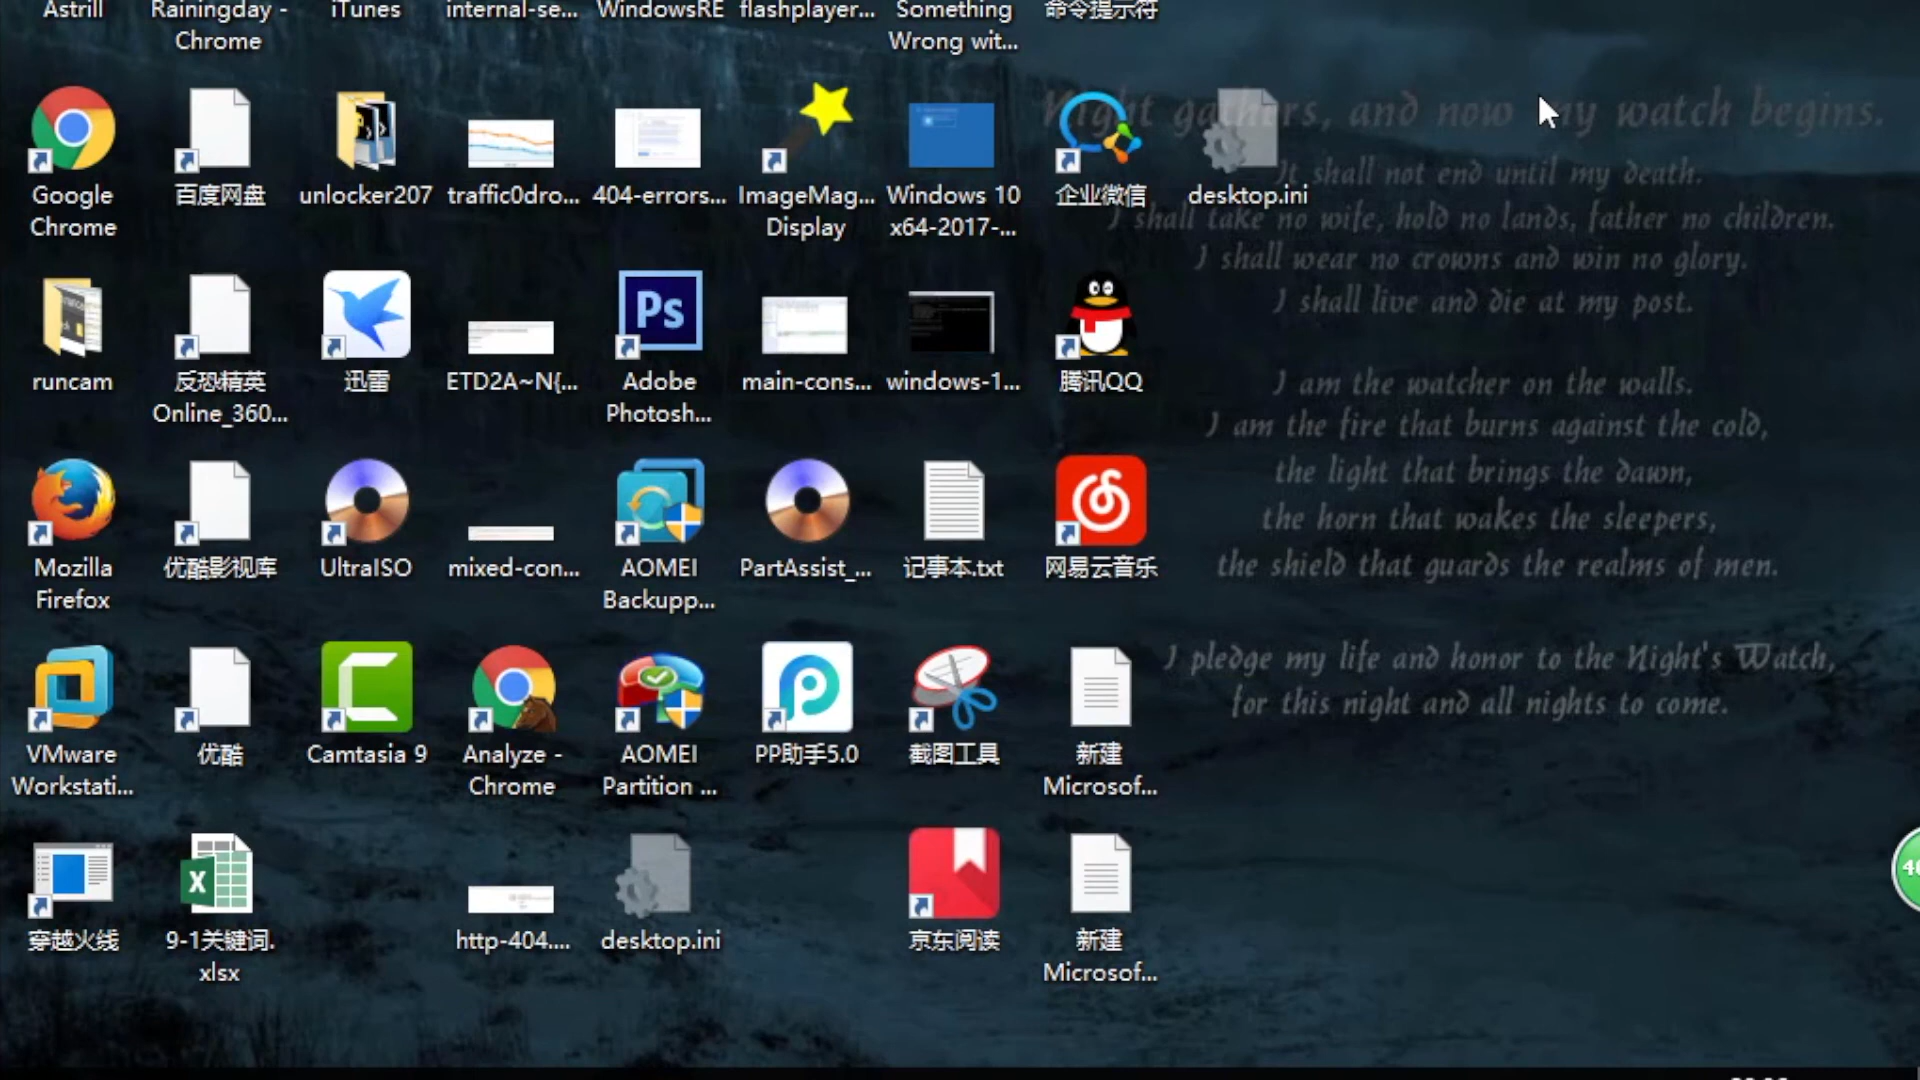 Astrill
Rainingday -
Chrome
iTunes
internal-se...
WindowsRE
flashplayer...
Something
Wrong wit...
命令提示符
Google
Chrome
百度网盘
unlocker207
traffic0dro...
404-errors...
ImageMag...
Display
Windows 10
x64-2017-...
企业微信
desktop.ini
runcam
反恐精英
Online_360...
迅雷
ETD2A~N{...
Ps
Adobe
Photosh...
main-cons...
windows-1...
腾讯QQ
Mozilla
Firefox
优酷影视库
UltraISO
mixed-con...
AOMEI
Backupp...
PartAssist_...
记事本.txt
网易云音乐
VMware
Workstati...
优酷
Camtasia 9
Analyze -
Chrome
AOMEI
Partition ...
PP助手5.0
截图工具
新建
Microsof...
穿越火线
X
9-1关键词.
xlsx
http-404....
desktop.ini
京东阅读
新建
Microsof...
Night gathers, and now my watch begins.
It shall not end until my death.
I shall take no wife, hold no lands, father no children.
I shall wear no crowns and win no glory.
I shall live and die at my post.
I am the watcher on the walls.
I am the fire that burns against the cold,
the light that brings the dawn,
the horn that wakes the sleepers,
the shield that guards the realms of men.
I pledge my life and honor to the Night's Watch,
for this night and all nights to come.